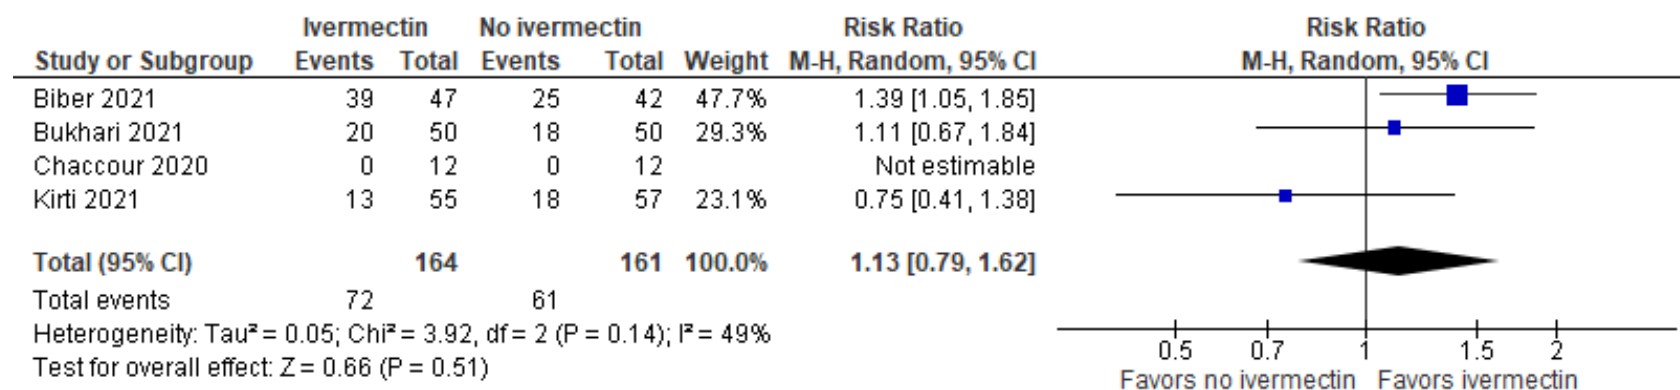 Ivermectin No ivermectin Risk Ratio Risk Ratio
Study or Subgroup Events Total Events Total Weight M-H, Random, 95% CI M-H, Random, 95% CI
Biber 2021 39 47 25 42 47.7% 1.39 [1.05, 1.85]
Bukhari 2021 20 50 18 50 29.3% 1.11 [0.67, 1.84]
Chaccour 2020 0 12 0 12 Not estimable
Kirti 2021 13 55 18 57 23.1% 0.75 [0.41, 1.38]
Total (95% CI) 164 161 100.0% 1.13 [0.79, 1.62]
Total events 72 61
Heterogeneity: Tau² = 0.05; Chi² = 3.92, df = 2 (P = 0.14); I² = 49%
Test for overall effect: Z = 0.66 (P = 0.51)
0.5 0.7 1 1.5 2
Favors no ivermectin Favors ivermectin